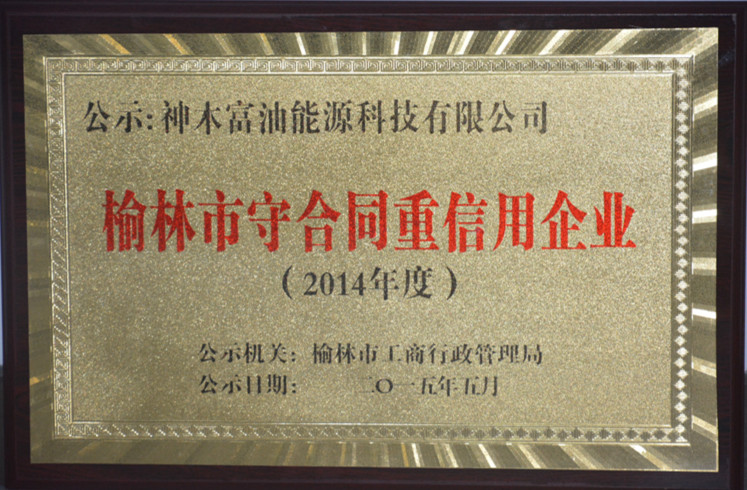 公示:神木富油能源科技有限公司
榆林市守合同重信用企业
(2014年度)
公示机关: 榆林市工商行政管理局
公示日期: 二〇一五年五月